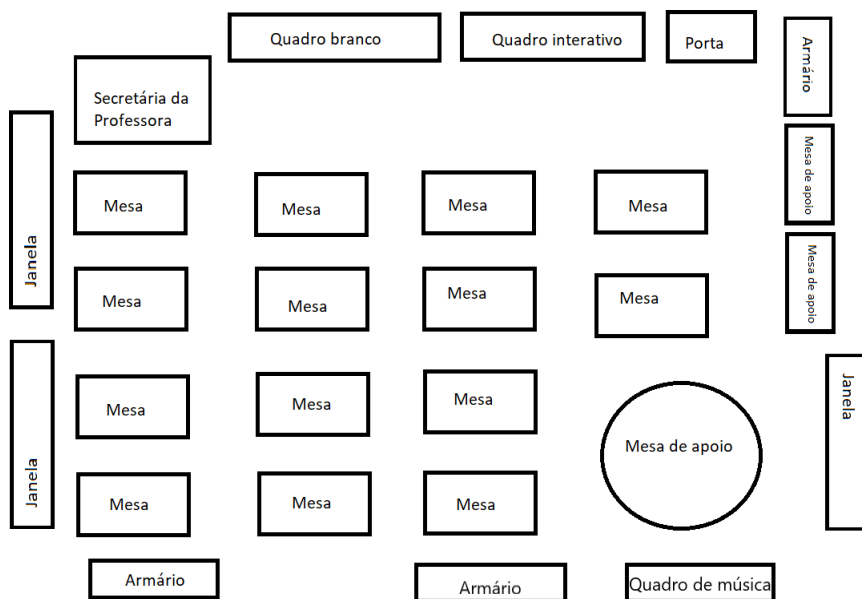 Quadro branco
Quadro interativo
Porta
Armário
Secretária da
Professora
Mesa de apoio
Janela
Mesa
Mesa
Mesa
Mesa
Mesa de apoio
Mesa
Mesa
Mesa
Mesa
Janela
Janela
Mesa
Mesa
Mesa
Mesa de apoio
Mesa
Mesa
Mesa
Armário
Armário
Quadro de música